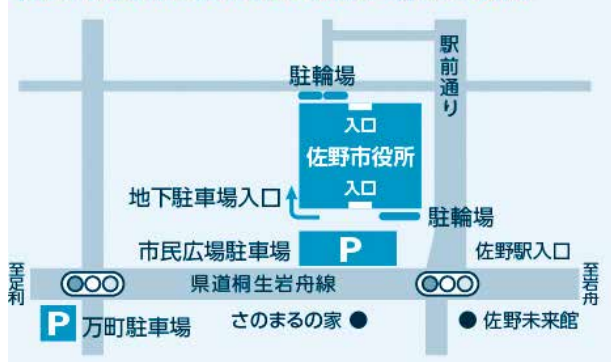 駅前通り
駐輪場
入口
佐野市役所
入口
地下駐車場入口
駐輪場
市民広場駐車場
P
佐野駅入口
至足利
県道桐生岩舟線
至岩舟
P 万町駐車場
さのまるの家
佐野未来館